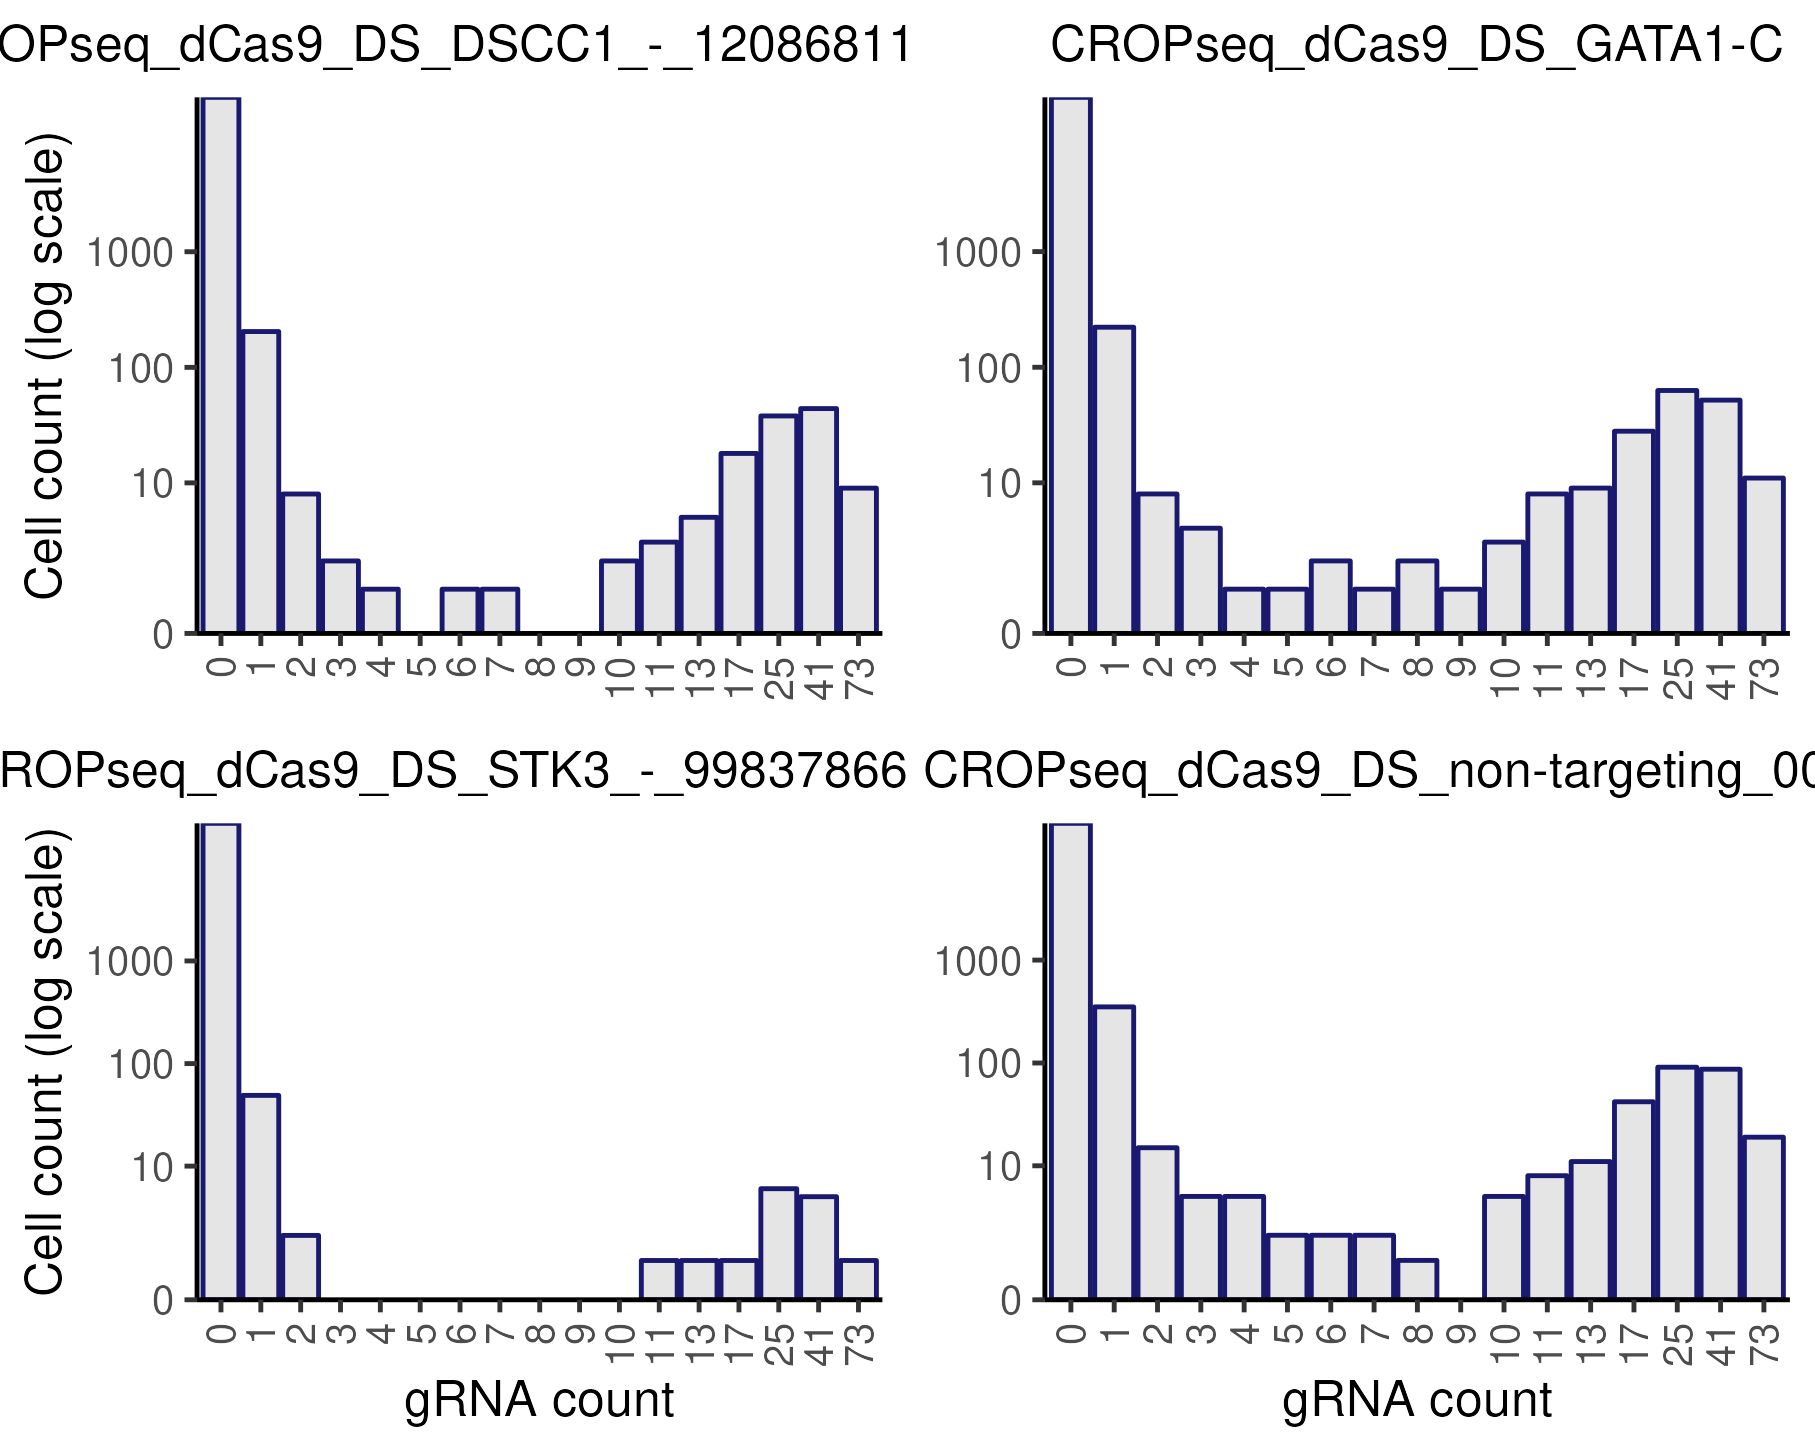 OPseq_dCas9_DS_DSCC1_-_12086811
CROPseq_dCas9_DS_GATA1-C
Cell count (log scale)
1000
100
10
0
0 1 2 3 4 5 6 7 8 9 10 11 13 17 25 41 73
1000
100
10
0
0 1 2 3 4 5 6 7 8 9 10 11 13 17 25 41 73
ROPseq_dCas9_DS_STK3_-_99837866
CROPseq_dCas9_DS_non-targeting_00
Cell count (log scale)
1000
100
10
0
0 1 2 3 4 5 6 7 8 9 10 11 13 17 25 41 73
gRNA count
1000
100
10
0
0 1 2 3 4 5 6 7 8 9 10 11 13 17 25 41 73
gRNA count